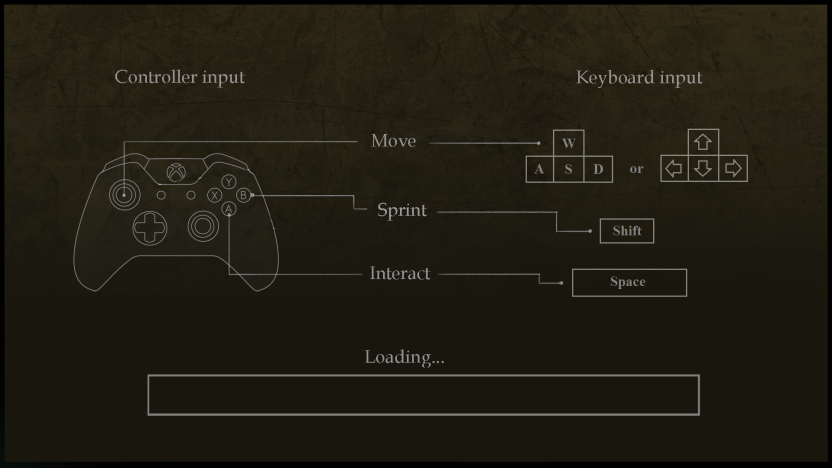 Controller input
Keyboard input
Move
W
A S D or
Y
X B
A
Sprint
Shift
Interact
Space
Loading...